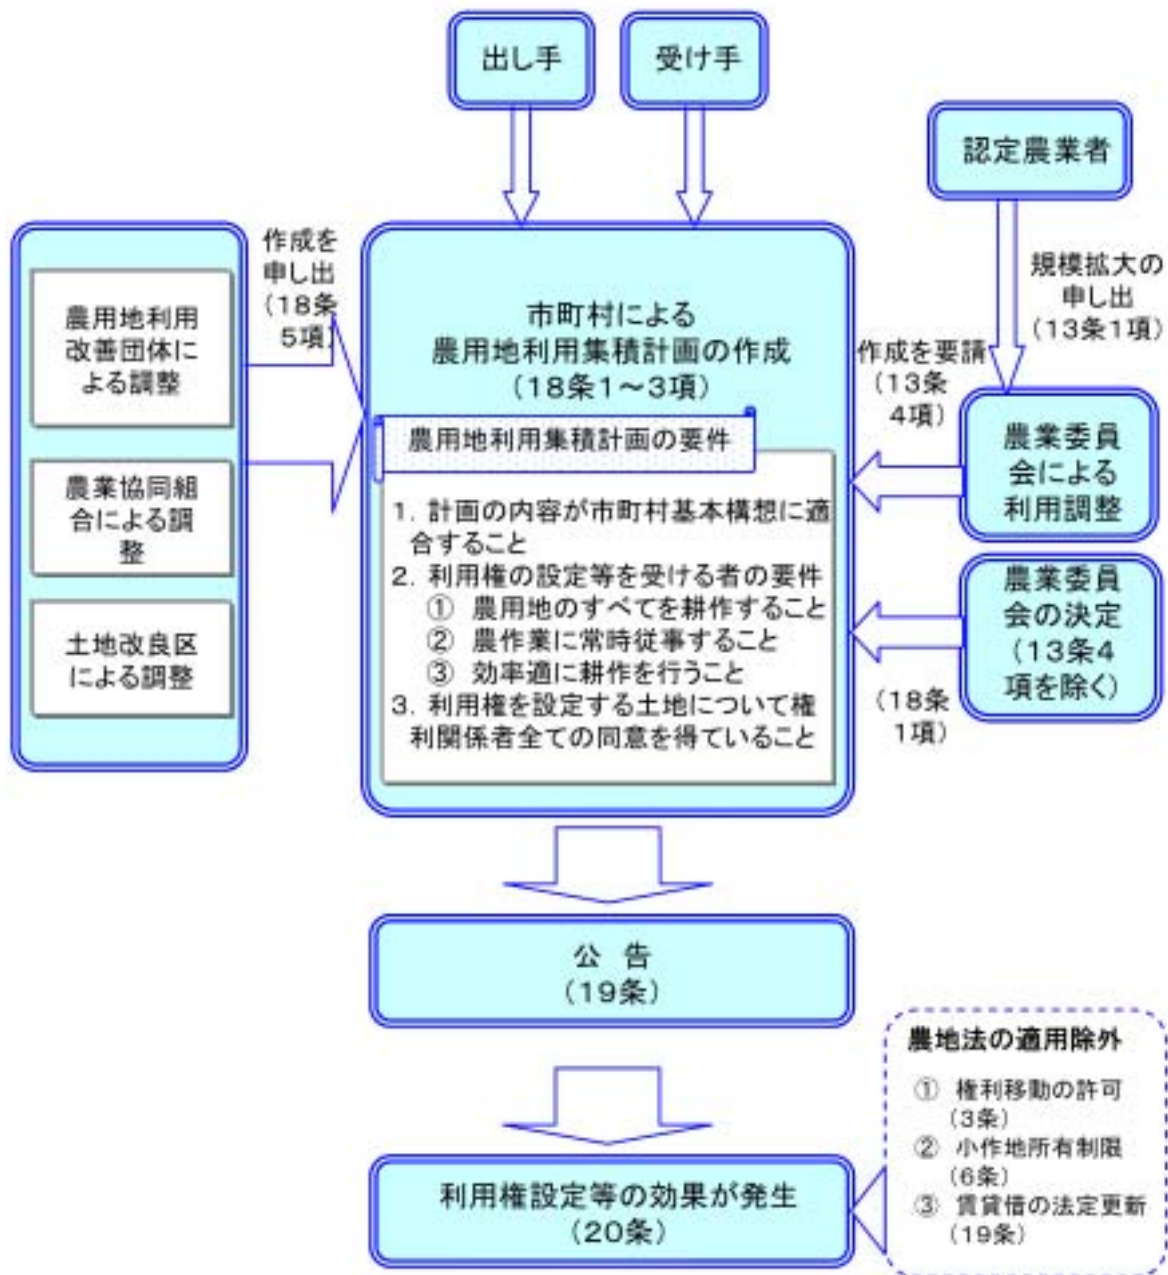 出し手
受け手
認定農業者
規模拡大の
申し出
（13条１項）
作成を
申し出
（18条
５項）
農用地利用
改善団体に
よる調整
農業協同組
合による調
整
土地改良区
による調整
市町村による
農用地利用集積計画の作成
（18条１～３項）
農用地利用集積計画の要件
１．計画の内容が市町村基本構想に適
合すること
２．利用権の設定等を受ける者の要件
① 農用地のすべてを耕作すること
② 農作業に常時従事すること
③ 効率適に耕作を行うこと
３．利用権を設定する土地について権
利関係者全ての同意を得ていること
作成を要請
（13条
４項）
農業委員
会による
利用調整
農業委員
会の決定
（13条４
項を除く）
（18条
１項）
公 告
（19条）
利用権設定等の効果が発生
（20条）
農地法の適用除外
① 権利移動の許可
（3条）
② 小作地所有制限
（6条）
③ 賃貸借の法定更新
（19条）